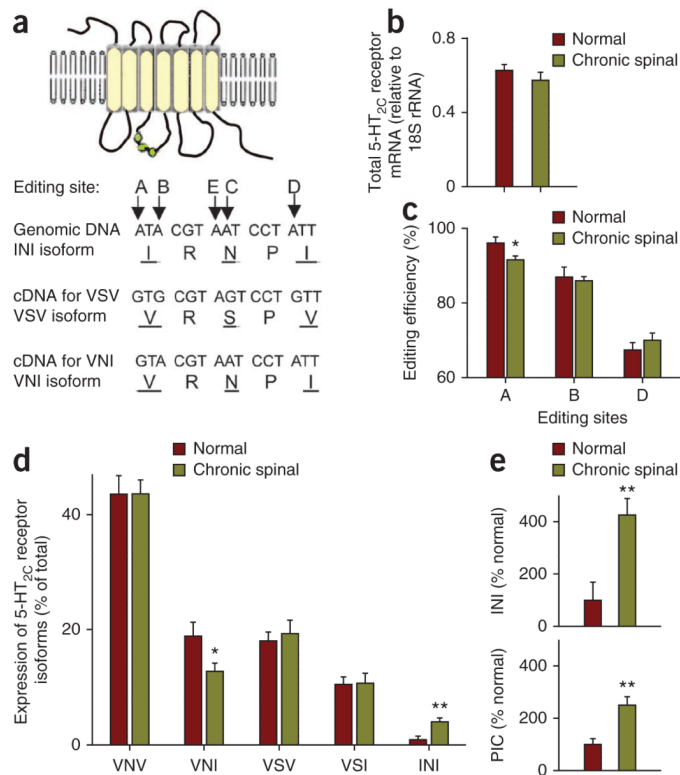 a
Editing site: A B E C D
Genomic DNA ATA CGT AAT CCT ATT
INI isoform I R N P I
cDNA for VSV GTG CGT AGT CCT GTT
VSV isoform V R S P V
cDNA for VNI GTA CGT AAT CCT ATT
VNI isoform V R N P I
b
Normal
Chronic spinal
Total 5-HT2C receptor
mRNA (relative to
18S rRNA)
0.8
0.4
0
c
Normal
Chronic spinal
Editing efficiency (%)
100
80
60
*
A B D
Editing sites
d
Normal
Chronic spinal
Expression of 5-HT2C receptor
isoforms (% of total)
40
20
0
*
**
VNV VNI VSV VSI INI
e
Normal
Chronic spinal
INI (% normal)
400
200
0
**
PIC (% normal)
400
200
0
**